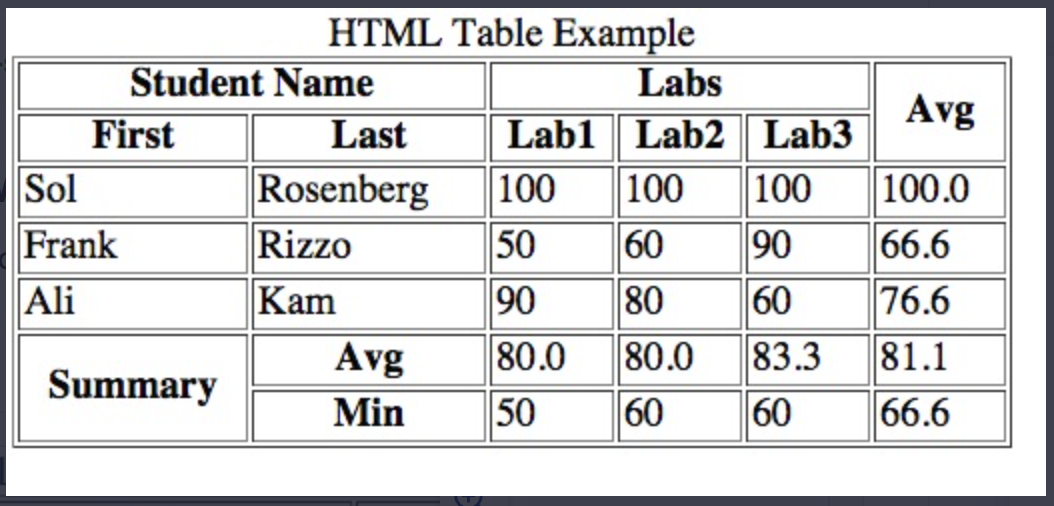 HTML Table Example
Student Name Labs Avg
First Last Lab1 Lab2 Lab3
Sol Rosenberg 100 100 100 100.0
Frank Rizzo 50 60 90 66.6
Ali Kam 90 80 60 76.6
Summary Avg 80.0 80.0 83.3 81.1
Min 50 60 60 66.6